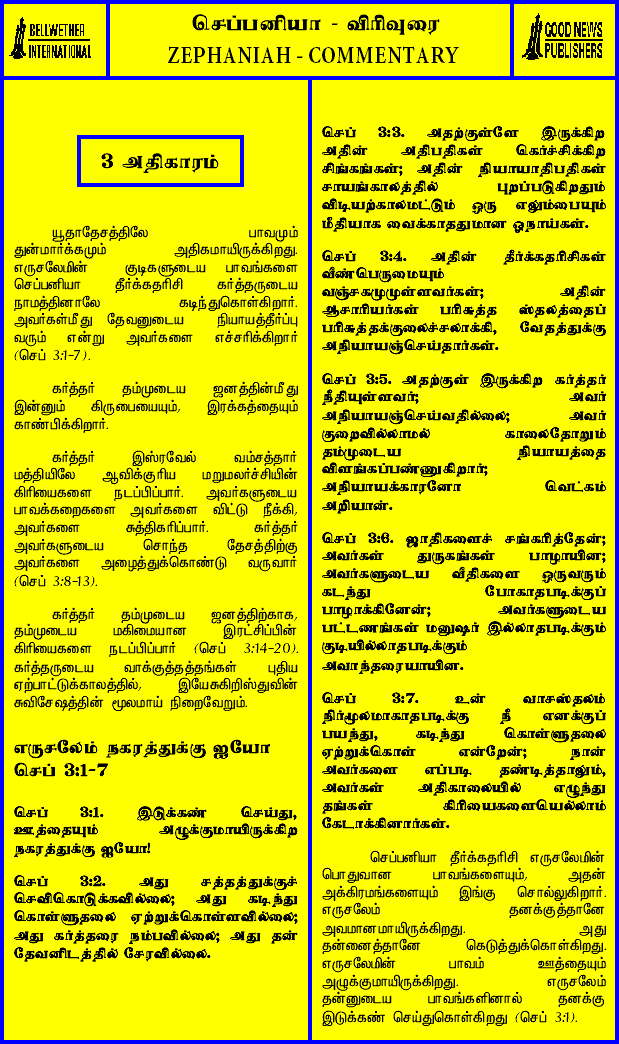 BELLWETHER
INTERNATIONAL
செப்பனியா - விரிவுரை
ZEPHANIAH - COMMENTARY
GOOD NEWS
PUBLISHERS
3 அதிகாரம்
யூதாதேசத்திலே பாவமும்
துன்மார்க்கமும் அதிகமாயிருக்கிறது.
எருசலேமின் குடிகளுடைய பாவங்களை
செப்பனியா தீர்க்கதரிசி கர்த்தருடைய
நாமத்தினாலே கடிந்துகொள்கிறார்.
அவர்கள்மீது தேவனுடைய நியாயத்தீர்ப்பு
வரும் என்று அவர்களை எச்சரிக்கிறார்
(செப் 3:1-7).
கர்த்தர் தம்முடைய ஜனத்தின்மீது
இன்னும் கிருபையையும், இரக்கத்தையும்
காண்பிக்கிறார்.
கர்த்தர் இஸ்ரவேல் வம்சத்தார்
மத்தியிலே ஆவிக்குரிய மறுமலர்ச்சியின்
கிரியைகளை நடப்பிப்பார். அவர்களுடைய
பாவக்கறைகளை அவர்களை விட்டு நீக்கி,
அவர்களை சுத்திகரிப்பார். கர்த்தர்
அவர்களுடைய சொந்த தேசத்திற்கு
அவர்களை அழைத்துக்கொண்டு வருவார்
(செப் 3:8-13).
கர்த்தர் தம்முடைய ஜனத்திற்காக,
தம்முடைய மகிமையான இரட்சிப்பின்
கிரியைகளை நடப்பிப்பார் (செப் 3:14-20).
கர்த்தருடைய வாக்குத்தத்தங்கள் புதிய
ஏற்பாட்டுக்காலத்தில், இயேசுகிறிஸ்துவின்
சுவிசேஷத்தின் மூலமாய் நிறைவேறும்.
எருசலேம் நகரத்துக்கு ஐயோ
செப் 3:1-7
செப் 3:1. இடுக்கண் செய்து,
ஊத்தையும் அழுக்குமாயிருக்கிற
நகரத்துக்கு ஐயோ!
செப் 3:2. அது சத்தத்துக்குச்
செவிகொடுக்கவில்லை; அது கடிந்து
கொள்ளுதலை ஏற்றுக்கொள்ளவில்லை;
அது கர்த்தரை நம்பவில்லை; அது தன்
தேவனிடத்தில் சேரவில்லை.
செப் 3:3. அதற்குள்ளே இருக்கிற
அதின் அதிபதிகள் கெர்ச்சிக்கிற
சிங்கங்கள்; அதின் நியாயாதிபதிகள்
சாயங்காலத்தில் புறப்படுகிறதும்
விடியற்காலமட்டும் ஒரு எலும்பையும்
மீதியாக வைக்காததுமான ஓநாய்கள்.
செப் 3:4. அதின் தீர்க்கதரிசிகள்
வீண்பெருமையும்
வஞ்சகமுமுள்ளவர்கள்; அதின்
ஆசாரியர்கள் பரிசுத்த ஸ்தலத்தைப்
பரிசுத்தக்குலைச்சலாக்கி, வேதத்துக்கு
அநியாயஞ்செய்தார்கள்.
செப் 3:5. அதற்குள் இருக்கிற கர்த்தர்
நீதியுள்ளவர்; அவர்
அநியாயஞ்செய்வதில்லை; அவர்
குறைவில்லாமல் காலைதோறும்
தம்முடைய நியாயத்தை
விளங்கப்பண்ணுகிறார்;
அநியாயக்காரனோ வெட்கம்
அறியான்.
செப் 3:6. ஜாதிகளைச் சங்கரித்தேன்;
அவர்கள் துருகங்கள் பாழாயின;
அவர்களுடைய வீதிகளை ஒருவரும்
கடந்து போகாதபடிக்குப்
பாழாக்கினேன்; அவர்களுடைய
பட்டணங்கள் மனுஷர் இல்லாதபடிக்கும்
குடியில்லாதபடிக்கும்
அவாந்தரையாயின.
செப் 3:7. உன் வாசஸ்தலம்
நிர்மூலமாகாதபடிக்கு நீ எனக்குப்
பயந்து, கடிந்து கொள்ளுதலை
ஏற்றுக்கொள் என்றேன்; நான்
அவர்களை எப்படி தண்டித்தாலும்,
அவர்கள் அதிகாலையில் எழுந்து
தங்கள் கிரியைகளையெல்லாம்
கேடாக்கினார்கள்.
செப்பனியா தீர்க்கதரிசி எருசலேமின்
பொதுவான பாவங்களையும், அதன்
அக்கிரமங்களையும் இங்கு சொல்லுகிறார்.
எருசலேம் தனக்குத்தானே
அவமானமாயிருக்கிறது. அது
தன்னைத்தானே கெடுத்துக்கொள்கிறது.
எருசலேமின் பாவம் ஊத்தையும்
அழுக்குமாயிருக்கிறது. எருசலேம்
தன்னுடைய பாவங்களினால் தனக்கு
இடுக்கண் செய்துகொள்கிறது (செப் 3:1).